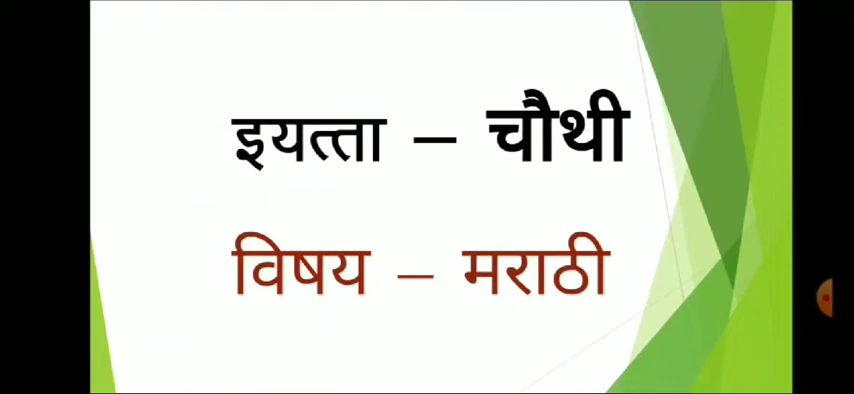 इयत्ता – चौथी
विषय – मराठी